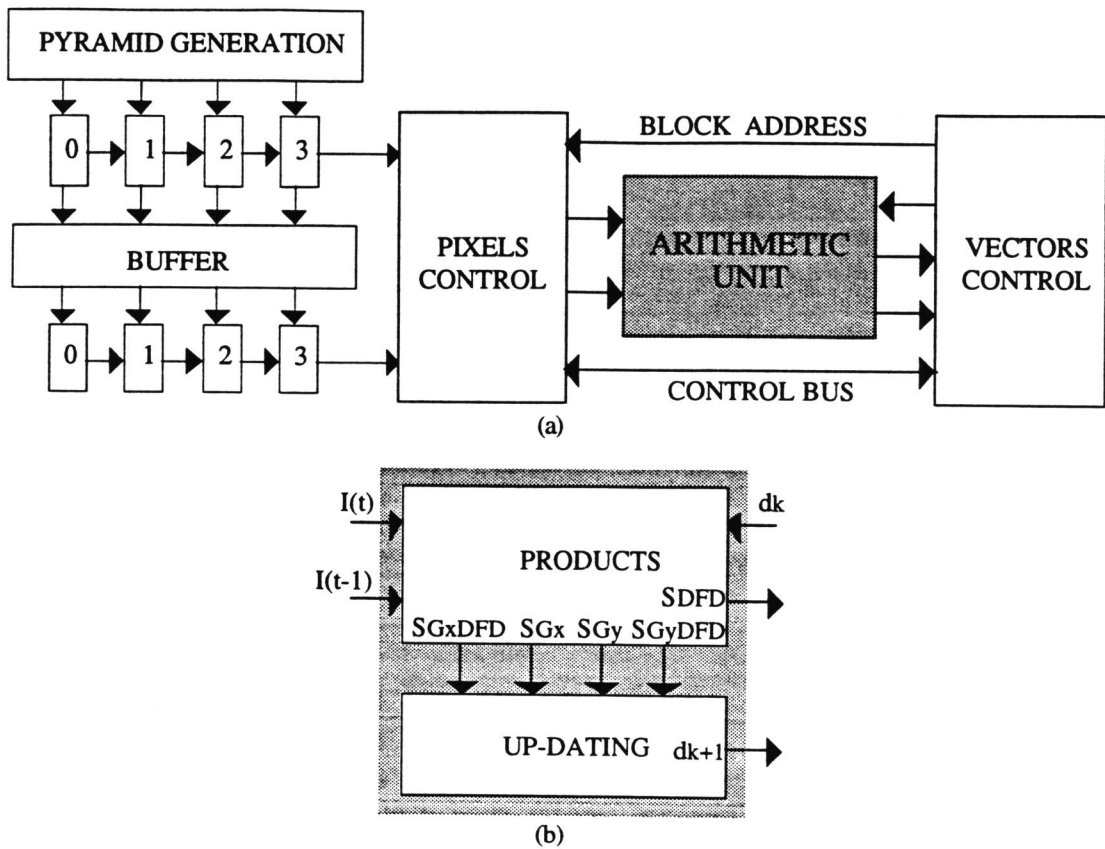 PYRAMID GENERATION
0 1 2 3
BUFFER
0 1 2 3
PIXELS
CONTROL
BLOCK ADDRESS
ARITHMETIC
UNIT
CONTROL BUS
VECTORS
CONTROL
(a)
I(t)
dk
PRODUCTS
I(t-1)
SDFD
SGxDFD SGx SGy SGyDFD
UP-DATING
dk+1
(b)